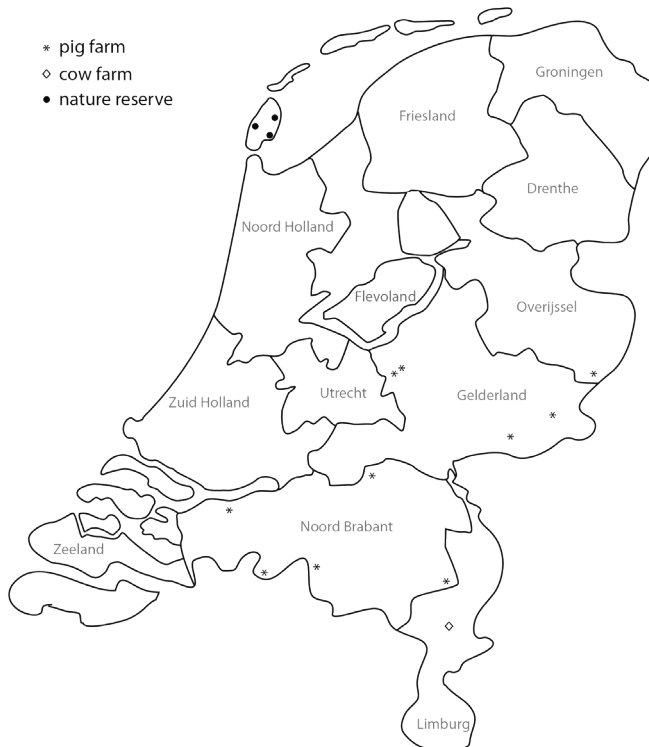 * pig farm
◇ cow farm
● nature reserve
Groningen
Friesland
Drenthe
Noord Holland
Flevoland
Overijssel
Utrecht
Gelderland
Zuid Holland
Noord Brabant
Zeeland
Limburg